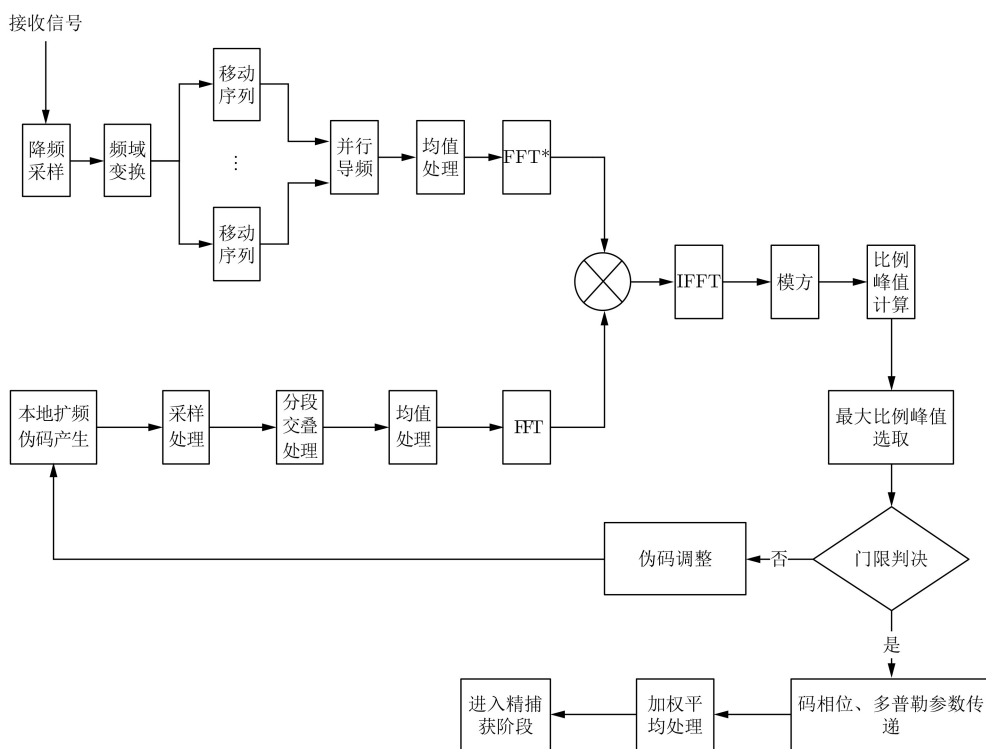 接收信号
降频
采样
频域
变换
移动
序列
⋮
移动
序列
并行
导频
均值
处理
FFT*
IFFT
模方
比例
峰值
计算
本地扩频
伪码产生
采样
处理
分段
交叠
处理
均值
处理
FFT
最大比例峰值
选取
门限判决
否
伪码调整
是
码相位、多普勒参数传
递
加权平
均处理
进入精捕
获阶段